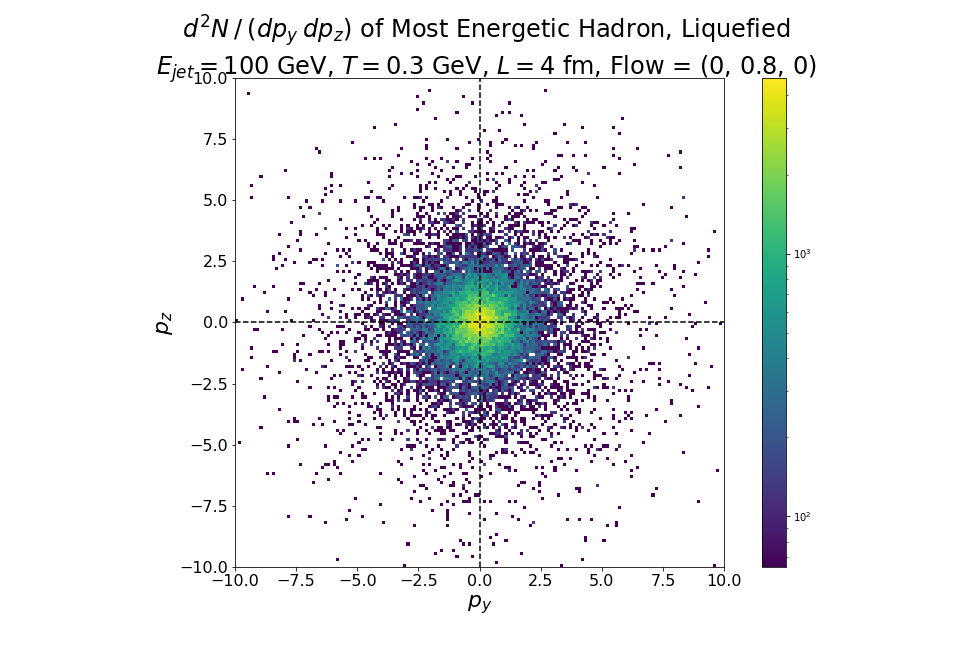 d²N / (dp_y dp_z) of Most Energetic Hadron, Liquefied
E_jet = 100 GeV, T = 0.3 GeV, L = 4 fm, Flow = (0, 0.8, 0)
10.0
7.5
5.0
2.5
0.0
−2.5
−5.0
−7.5
−10.0
p_z
−10.0 −7.5 −5.0 −2.5 0.0 2.5 5.0 7.5 10.0
p_y
10³
10²